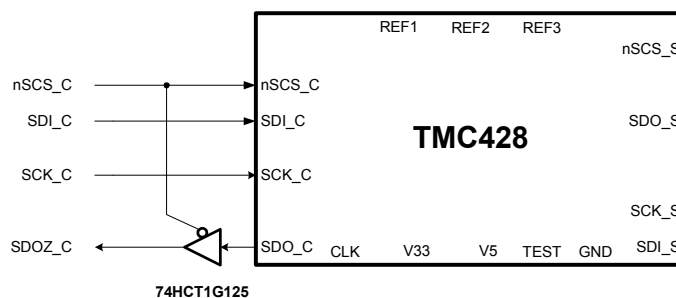 REF1 REF2 REF3
nSCS_S
nSCS_C nSCS_C
SDI_C SDI_C SDO_S
TMC428
SCK_C SCK_C
SCK_S
SDOZ_C SDO_C CLK V33 V5 TEST GND SDI_S
74HCT1G125